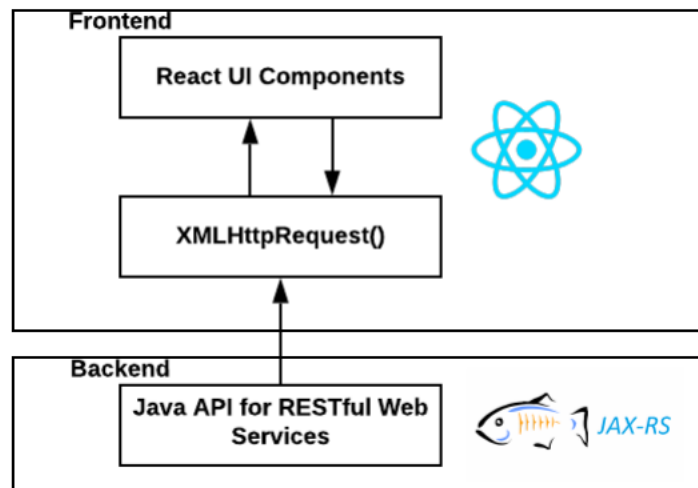 Frontend
React UI Components
XMLHttpRequest()
Backend
Java API for RESTful Web
Services
JAX-RS